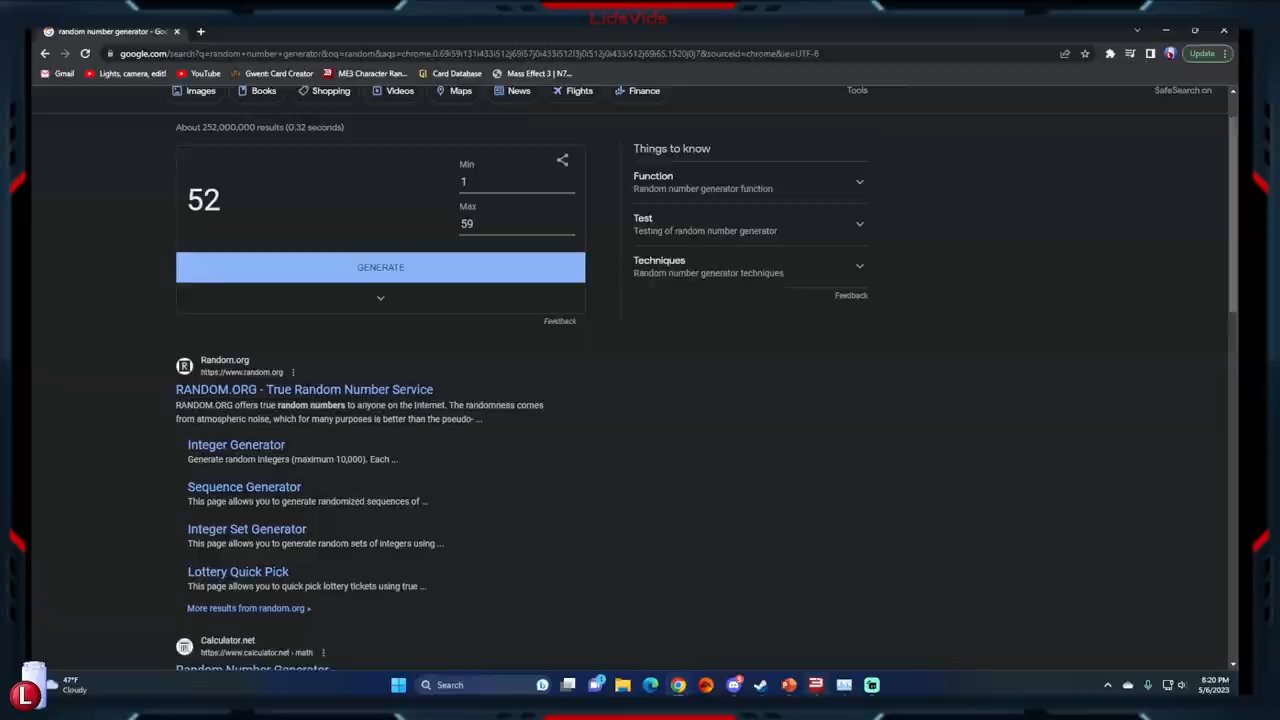 LidsVids
random number generator - Goo
google.com/search?q=random+number+generator&oq=random&aqs=chrome.0.69i59i131i433i512j69i57j0i433i512l3j0i512j0i433i512j69i65.1520j0j7&sourceid=chrome&ie=UTF-8
Update
Gmail
Lights, camera, edit!
YouTube
Gwent: Card Creator
ME3 Character Ran...
Card Database
Mass Effect 3 | N7...
Images
Books
Shopping
Videos
Maps
News
Flights
Finance
Tools
SafeSearch on
About 252,000,000 results (0.32 seconds)
52
Min
1
Max
59
GENERATE
Feedback
Things to know
Function
Random number generator function
Test
Testing of random number generator
Techniques
Random number generator techniques
Feedback
Random.org
https://www.random.org
RANDOM.ORG - True Random Number Service
RANDOM.ORG offers true random numbers to anyone on the Internet. The randomness comes
from atmospheric noise, which for many purposes is better than the pseudo- ...
Integer Generator
Generate random integers (maximum 10,000). Each ...
Sequence Generator
This page allows you to generate randomized sequences of ...
Integer Set Generator
This page allows you to generate random sets of integers using ...
Lottery Quick Pick
This page allows you to quick pick lottery tickets using true ...
More results from random.org »
Calculator.net
https://www.calculator.net › math
Random Number Generator
L
47°F
Cloudy
Search
8:20 PM
5/6/2023